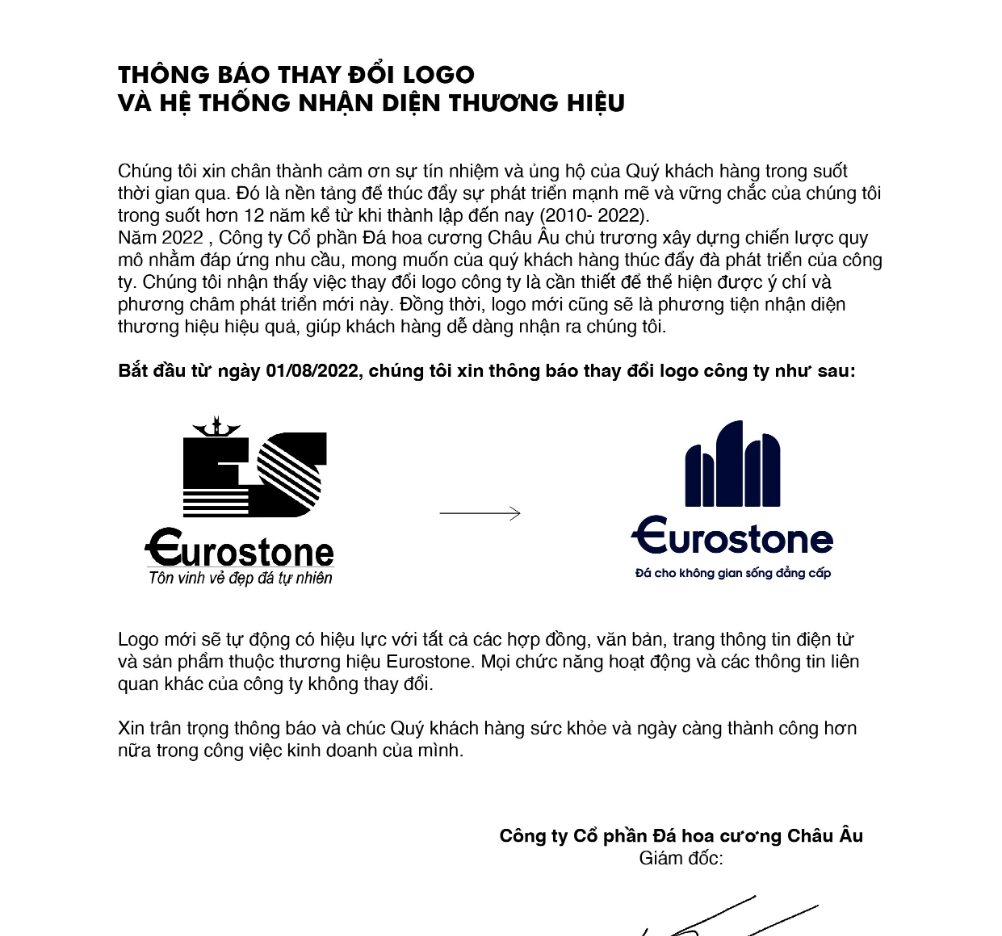 THÔNG BÁO THAY ĐỔI LOGO
VÀ HỆ THỐNG NHẬN DIỆN THƯƠNG HIỆU
Chúng tôi xin chân thành cảm ơn sự tín nhiệm và ủng hộ của Quý khách hàng trong suốt
thời gian qua. Đó là nền tảng để thúc đẩy sự phát triển mạnh mẽ và vững chắc của chúng tôi
trong suốt hơn 12 năm kể từ khi thành lập đến nay (2010- 2022).
Năm 2022 , Công ty Cổ phần Đá hoa cương Châu Âu chủ trương xây dựng chiến lược quy
mô nhằm đáp ứng nhu cầu, mong muốn của quý khách hàng thúc đẩy đà phát triển của công
ty. Chúng tôi nhận thấy việc thay đổi logo công ty là cần thiết để thể hiện được ý chí và
phương châm phát triển mới này. Đồng thời, logo mới cũng sẽ là phương tiện nhận diện
thương hiệu hiệu quả, giúp khách hàng dễ dàng nhận ra chúng tôi.
Bắt đầu từ ngày 01/08/2022, chúng tôi xin thông báo thay đổi logo công ty như sau:
ES
Eurostone
Tôn vinh vẻ đẹp đá tự nhiên
Eurostone
Đá cho không gian sống đẳng cấp
Logo mới sẽ tự động có hiệu lực với tất cả các hợp đồng, văn bản, trang thông tin điện tử
và sản phẩm thuộc thương hiệu Eurostone. Mọi chức năng hoạt động và các thông tin liên
quan khác của công ty không thay đổi.
Xin trân trọng thông báo và chúc Quý khách hàng sức khỏe và ngày càng thành công hơn
nữa trong công việc kinh doanh của mình.
Công ty Cổ phần Đá hoa cương Châu Âu
Giám đốc: